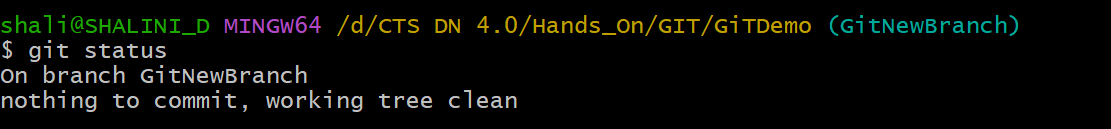 shali@SHALINI_D MINGW64 /d/CTS DN 4.0/Hands_On/GIT/GiTDemo (GitNewBranch)
$ git status
On branch GitNewBranch
nothing to commit, working tree clean